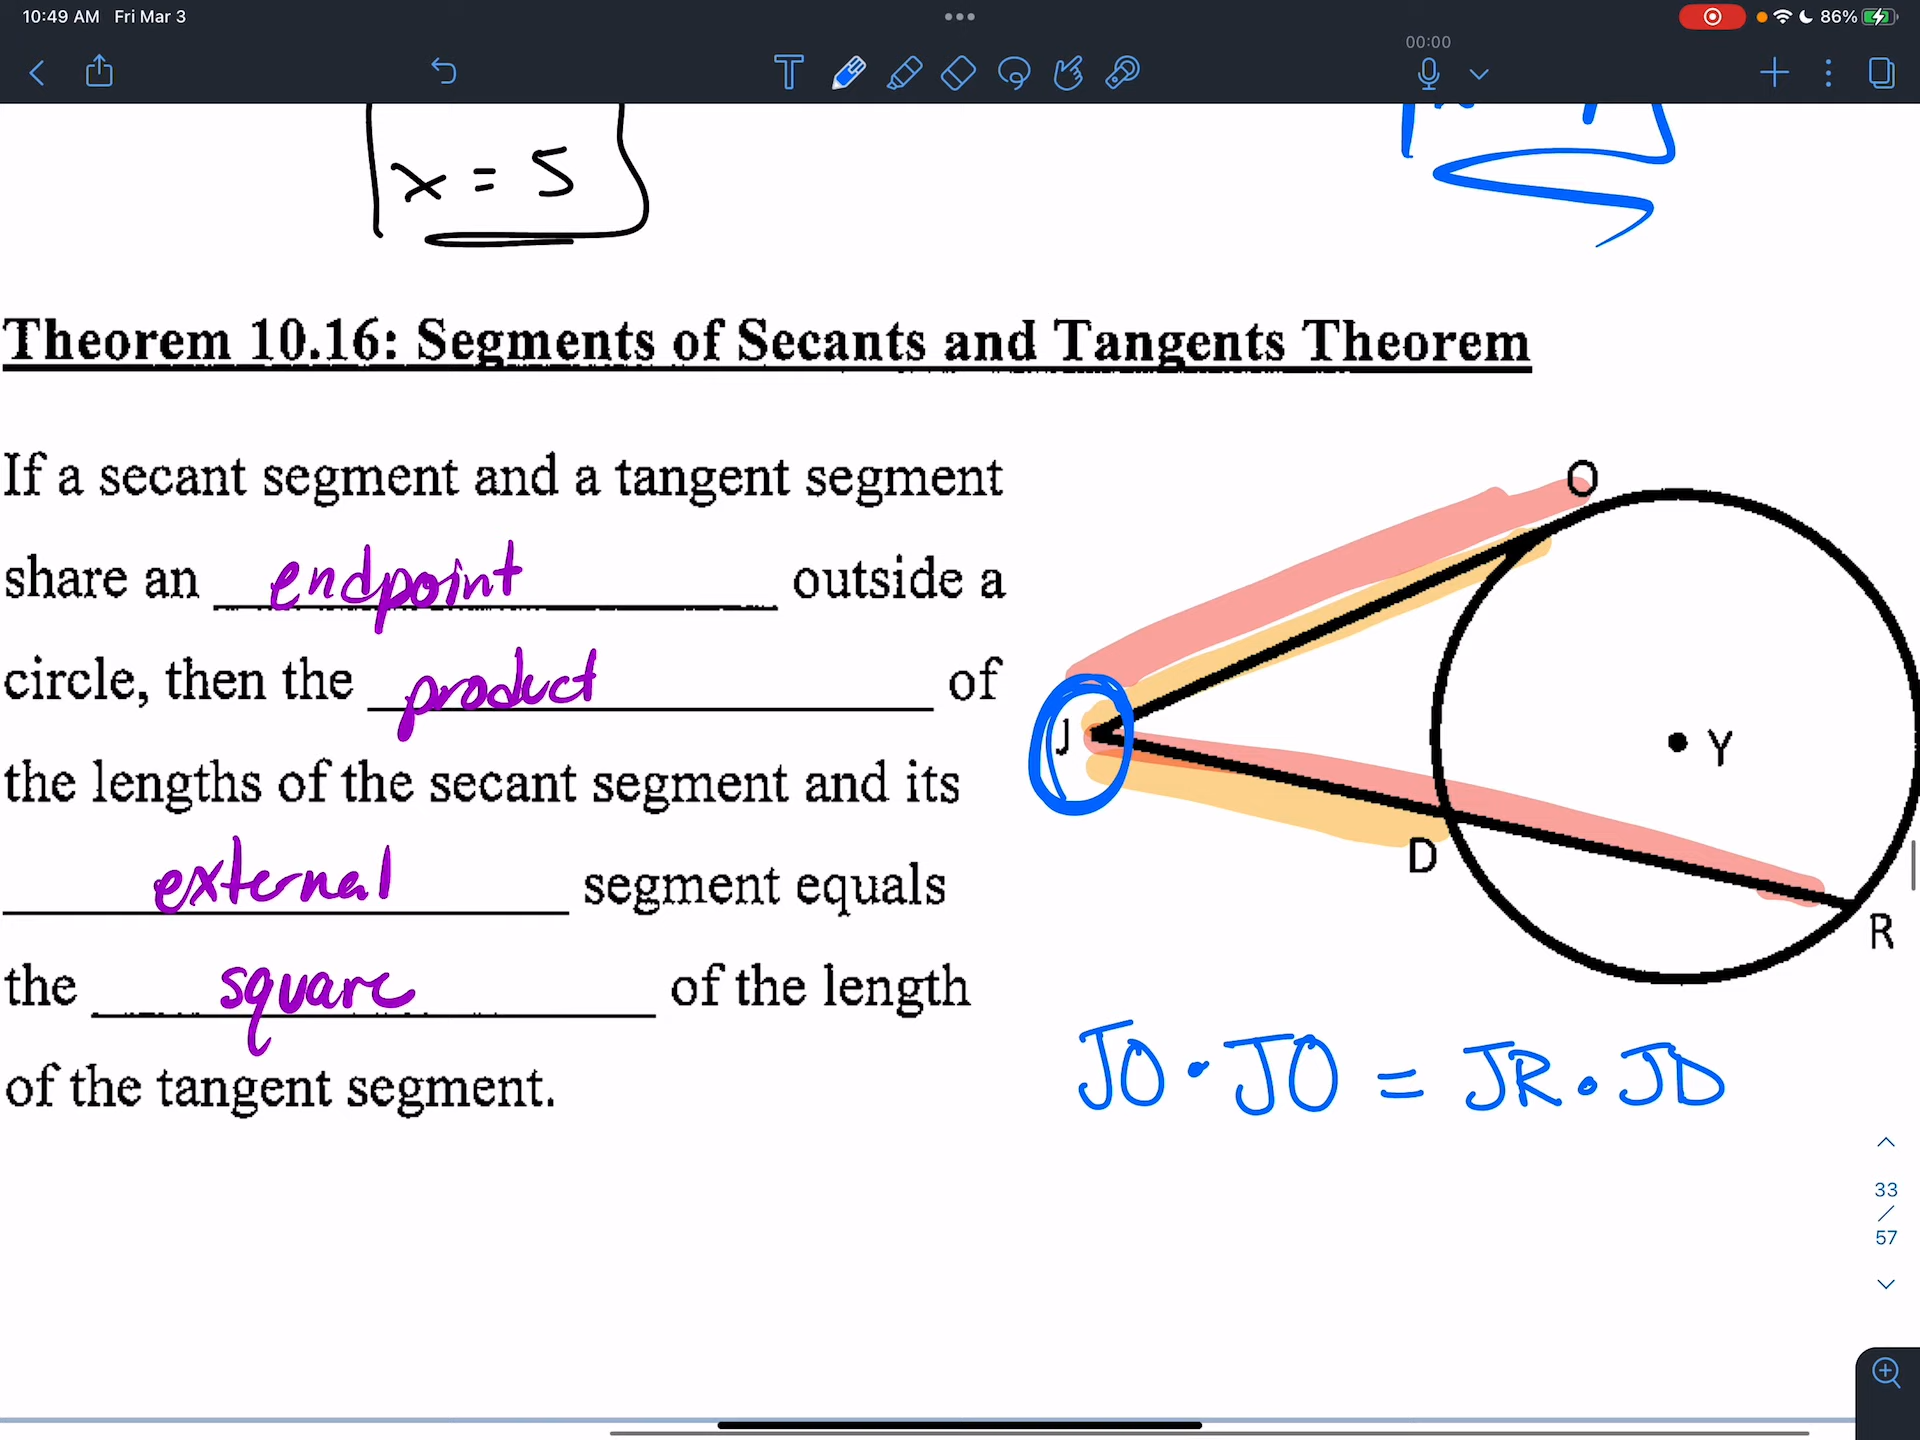 10:49 AM Fri Mar 3
86%
00:00
x = 5
Theorem 10.16: Segments of Secants and Tangents Theorem
If a secant segment and a tangent segment
share an endpoint outside a
circle, then the product of
the lengths of the secant segment and its
external segment equals
the square of the length
of the tangent segment.
O
J
Y
D
R
JO · JO = JR · JD
33
/
57